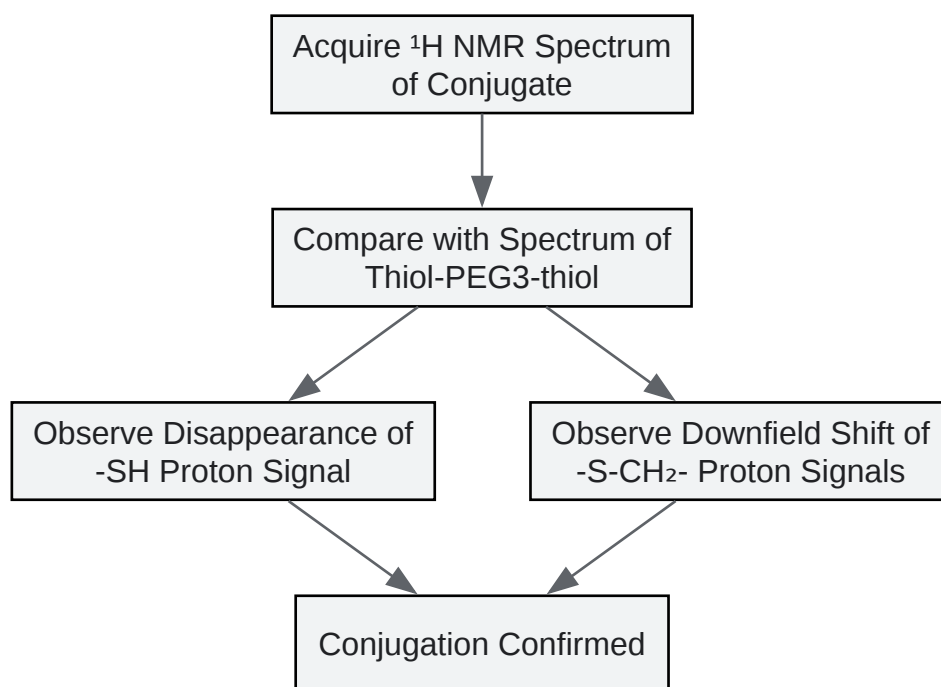 Acquire ¹H NMR Spectrum
of Conjugate
Compare with Spectrum of
Thiol-PEG3-thiol
Observe Disappearance of
-SH Proton Signal
Observe Downfield Shift of
-S-CH₂- Proton Signals
Conjugation Confirmed